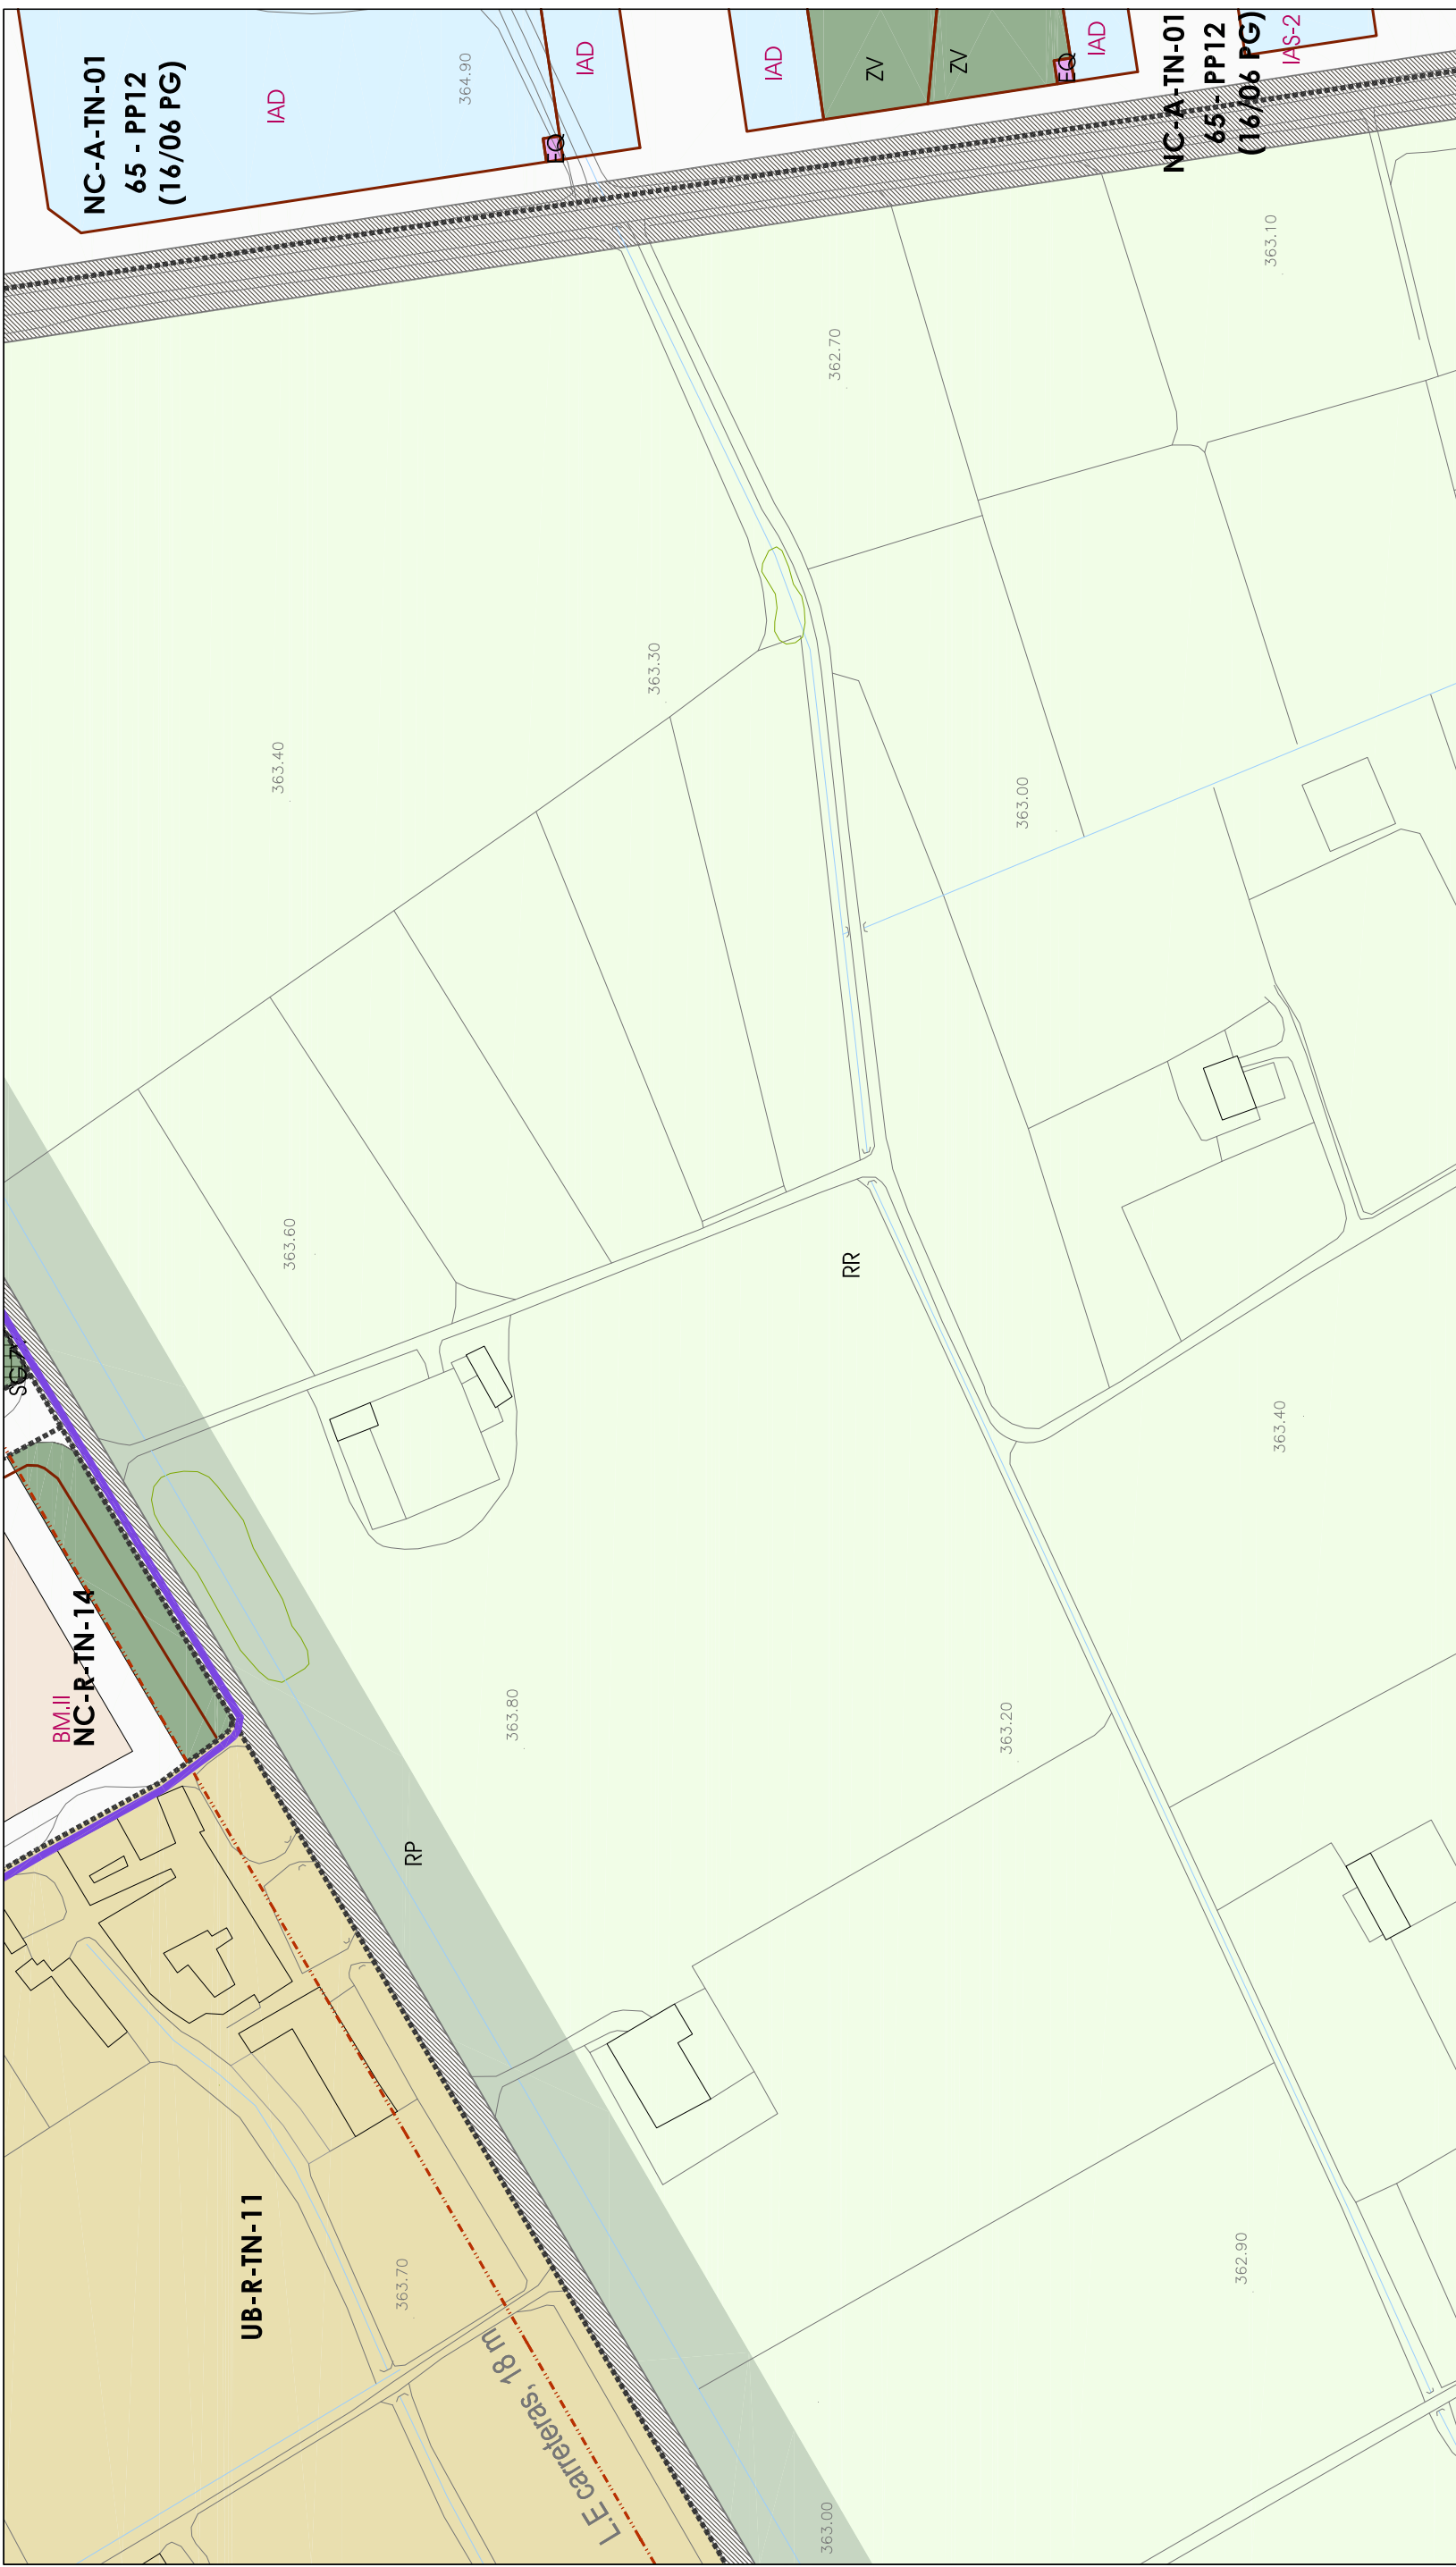 NC-A-TN-01
65 - PP12
(16/06 PG)
IAD
364.90
IAD
EQ
IAD
ZV
ZV
EQ
IAD
NC-A-TN-01
65 - PP12
(16/06 PG)
IAS-2
363.10
362.70
363.30
363.40
363.00
363.60
RR
363.40
NC-R-TN-14
BM.II
363.80
363.20
RP
UB-R-TN-11
363.70
362.90
L.E carreteras, 18 m
363.00